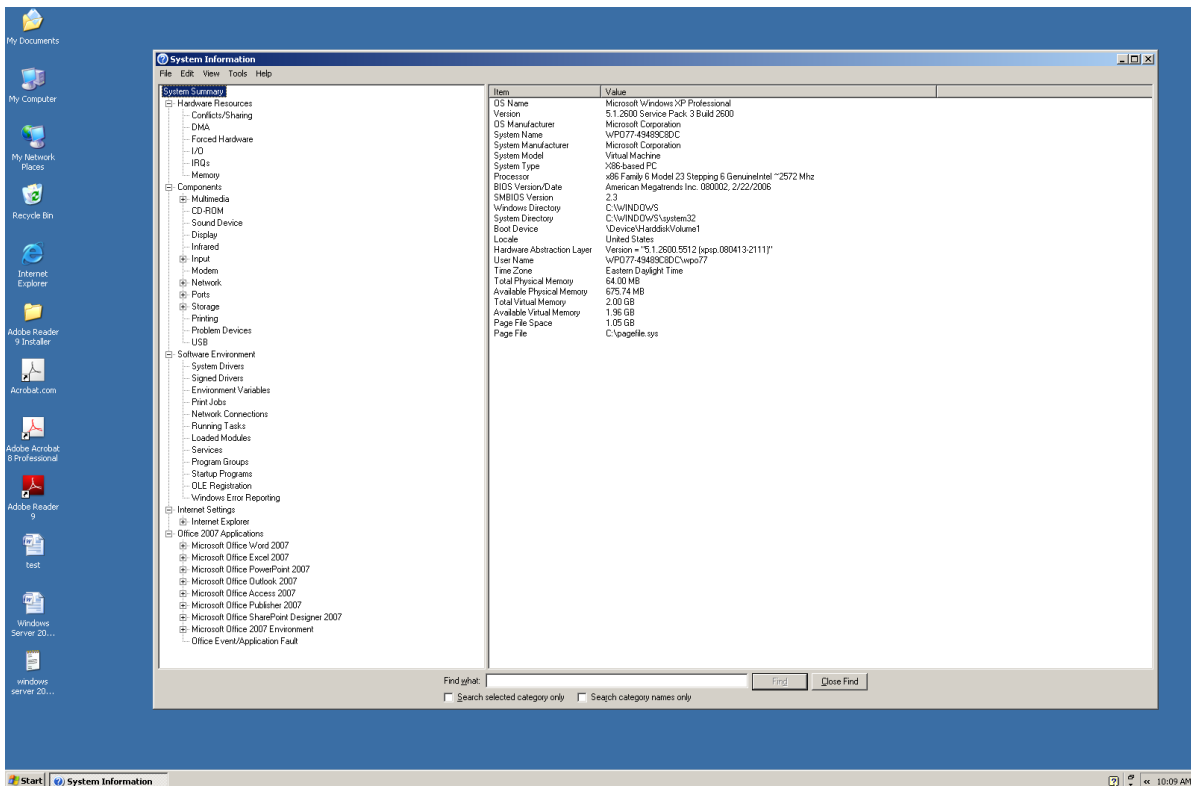 My Documents
My Computer
My Network
Places
Recycle Bin
Internet
Explorer
Adobe Reader
9 Installer
Acrobat.com
Adobe Acrobat
8 Professional
Adobe Reader
9
test
Windows
Server 20...
windows
server 20...
System Information
File Edit View Tools Help
System Summary
Hardware Resources
Conflicts/Sharing
DMA
Forced Hardware
I/O
IRQs
Memory
Components
Multimedia
CD-ROM
Sound Device
Display
Infrared
Input
Modem
Network
Ports
Storage
Printing
Problem Devices
USB
Software Environment
System Drivers
Signed Drivers
Environment Variables
Print Jobs
Network Connections
Running Tasks
Loaded Modules
Services
Program Groups
Startup Programs
OLE Registration
Windows Error Reporting
Internet Settings
Internet Explorer
Office 2007 Applications
Microsoft Office Word 2007
Microsoft Office Excel 2007
Microsoft Office PowerPoint 2007
Microsoft Office Outlook 2007
Microsoft Office Access 2007
Microsoft Office Publisher 2007
Microsoft Office SharePoint Designer 2007
Microsoft Office 2007 Environment
Office Event/Application Fault
Item Value
OS Name Microsoft Windows XP Professional
Version 5.1.2600 Service Pack 3 Build 2600
OS Manufacturer Microsoft Corporation
System Name WPO77-49489C8DC
System Manufacturer Microsoft Corporation
System Model Virtual Machine
System Type X86-based PC
Processor x86 Family 6 Model 23 Stepping 6 GenuineIntel ~2572 Mhz
BIOS Version/Date American Megatrends Inc. 080002, 2/22/2006
SMBIOS Version 2.3
Windows Directory C:\WINDOWS
System Directory C:\WINDOWS\system32
Boot Device \Device\HarddiskVolume1
Locale United States
Hardware Abstraction Layer Version = "5.1.2600.5512 (xpsp.080413-2111)"
User Name WPO77-49489C8DC\wpo77
Time Zone Eastern Daylight Time
Total Physical Memory 64.00 MB
Available Physical Memory 675.74 MB
Total Virtual Memory 2.00 GB
Available Virtual Memory 1.96 GB
Page File Space 1.05 GB
Page File C:\pagefile.sys
Find what: Find Close Find
Search selected category only Search category names only
Start System Information 10:09 AM